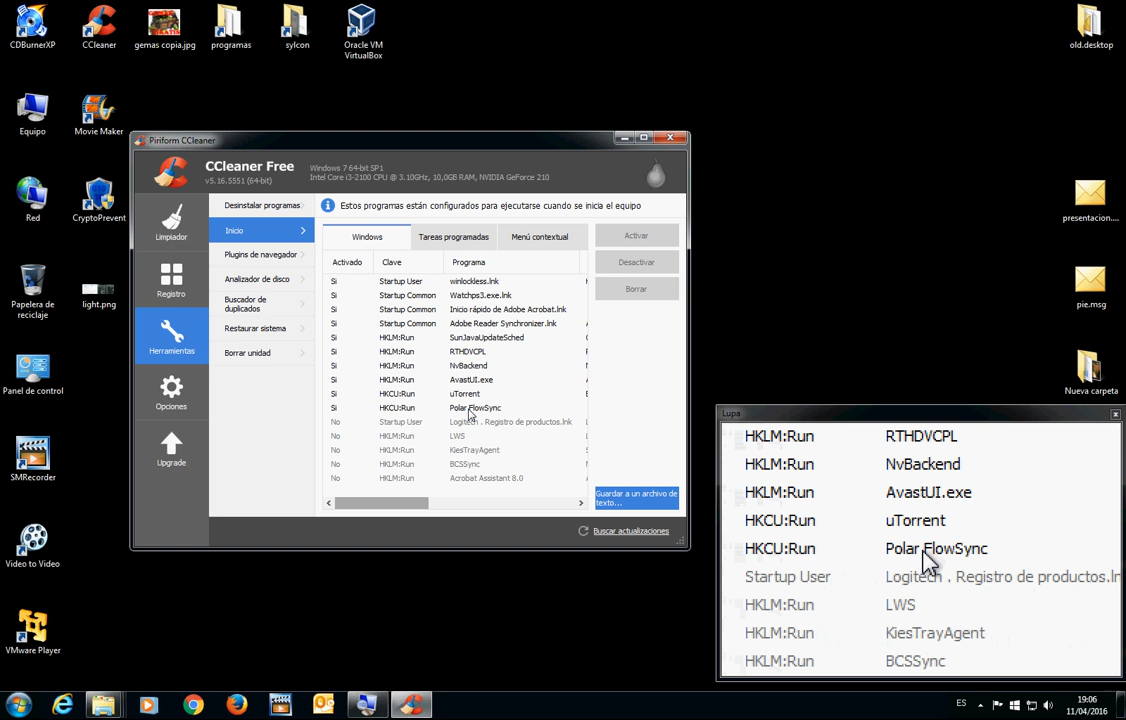 CDBurnerXP
CCleaner
gemas copia.jpg
programas
sylcon
Oracle VM
VirtualBox
old.desktop
Equipo
Movie Maker
Red
CryptoPrevent
presentacion....
Papelera de
reciclaje
light.png
pie.msg
Panel de control
Nueva carpeta
SMRecorder
Video to Video
VMware Player
Piriform CCleaner
CCleaner Free
v5.16.5551 (64-bit)
Windows 7 64-bit SP1
Intel Core i3-2100 CPU @ 3.10GHz, 10,0GB RAM, NVIDIA GeForce 210
Limpiador
Registro
Herramientas
Opciones
Upgrade
Desinstalar programas
Inicio
Plugins de navegador
Analizador de disco
Buscador de
duplicados
Restaurar sistema
Borrar unidad
Estos programas están configurados para ejecutarse cuando se inicia el equipo
Windows Tareas programadas Menú contextual
Activado Clave Programa
Si Startup User winlockless.lnk
Si Startup Common Watchps3.exe.lnk
Si Startup Common Inicio rápido de Adobe Acrobat.lnk
Si Startup Common Adobe Reader Synchronizer.lnk
Si HKLM:Run SunJavaUpdateSched
Si HKLM:Run RTHDVCPL
Si HKLM:Run NvBackend
Si HKLM:Run AvastUI.exe
Si HKCU:Run uTorrent
Si HKCU:Run Polar FlowSync
No Startup User Logitech . Registro de productos.lnk
No HKLM:Run LWS
No HKLM:Run KiesTrayAgent
No HKLM:Run BCSSync
No HKLM:Run Acrobat Assistant 8.0
Activar
Desactivar
Borrar
Guardar a un archivo de
texto...
Buscar actualizaciones
Lupa
HKLM:Run RTHDVCPL
HKLM:Run NvBackend
HKLM:Run AvastUI.exe
HKCU:Run uTorrent
HKCU:Run Polar FlowSync
Startup User Logitech . Registro de productos.ln
HKLM:Run LWS
HKLM:Run KiesTrayAgent
HKLM:Run BCSSync
ES
19:06
11/04/2016